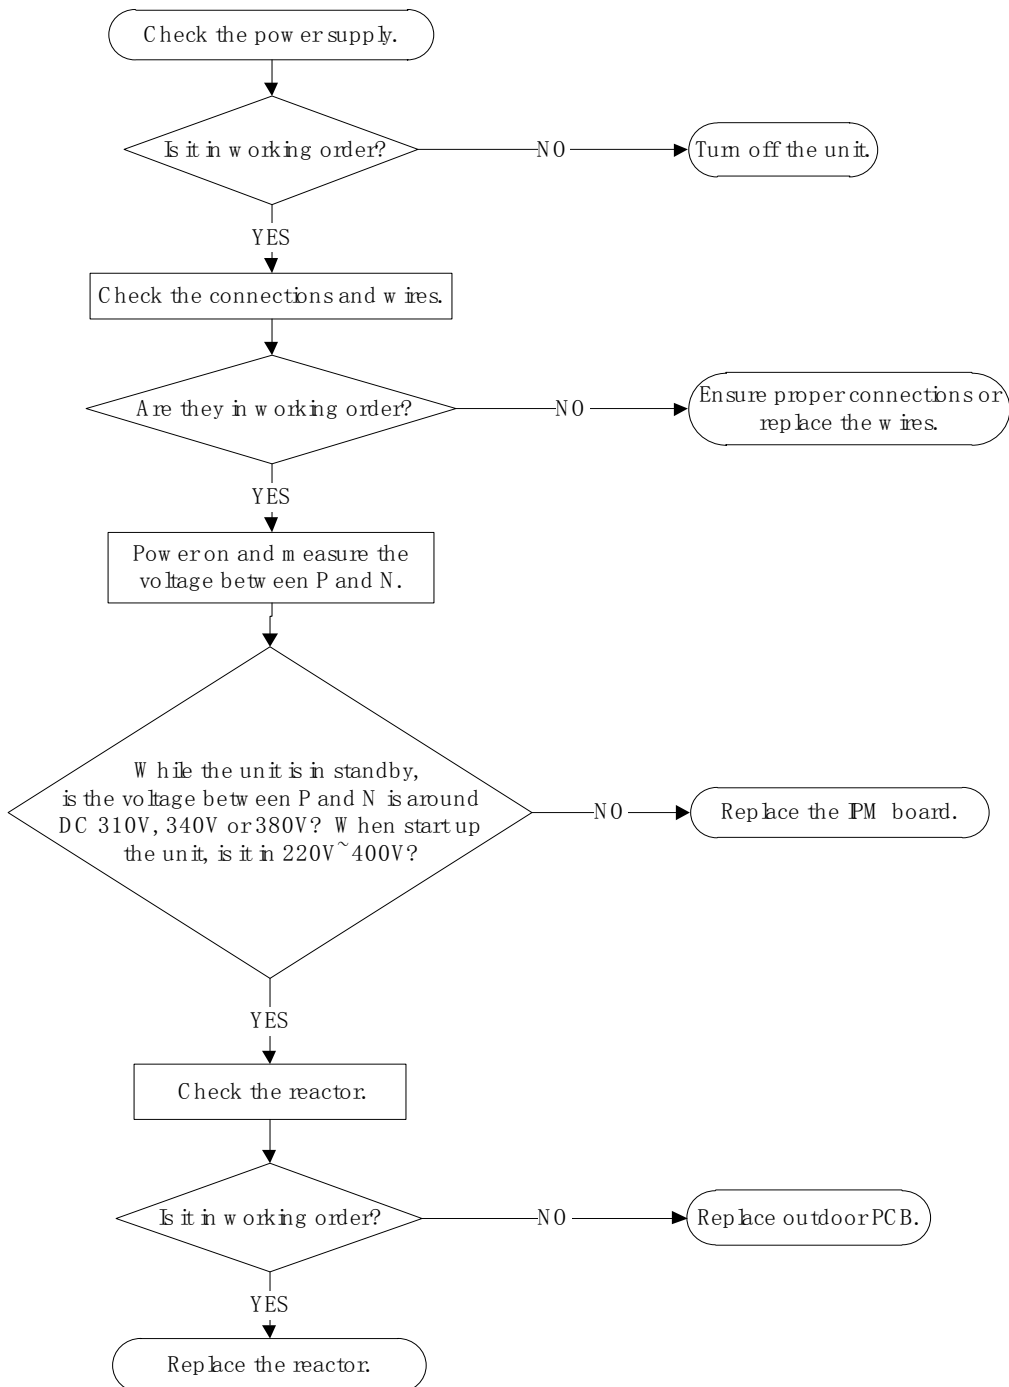 Check the power supply.
Is it in working order?
NO
Turn off the unit.
YES
Check the connections and wires.
Are they in working order?
NO
Ensure proper connections or
replace the wires.
YES
Power on and measure the
voltage between P and N.
While the unit is in standby,
is the voltage between P and N is around
DC 310V, 340V or 380V? When start up
the unit, is it in 220V~400V?
NO
Replace the IPM board.
YES
Check the reactor.
Is it in working order?
NO
Replace outdoor PCB.
YES
Replace the reactor.